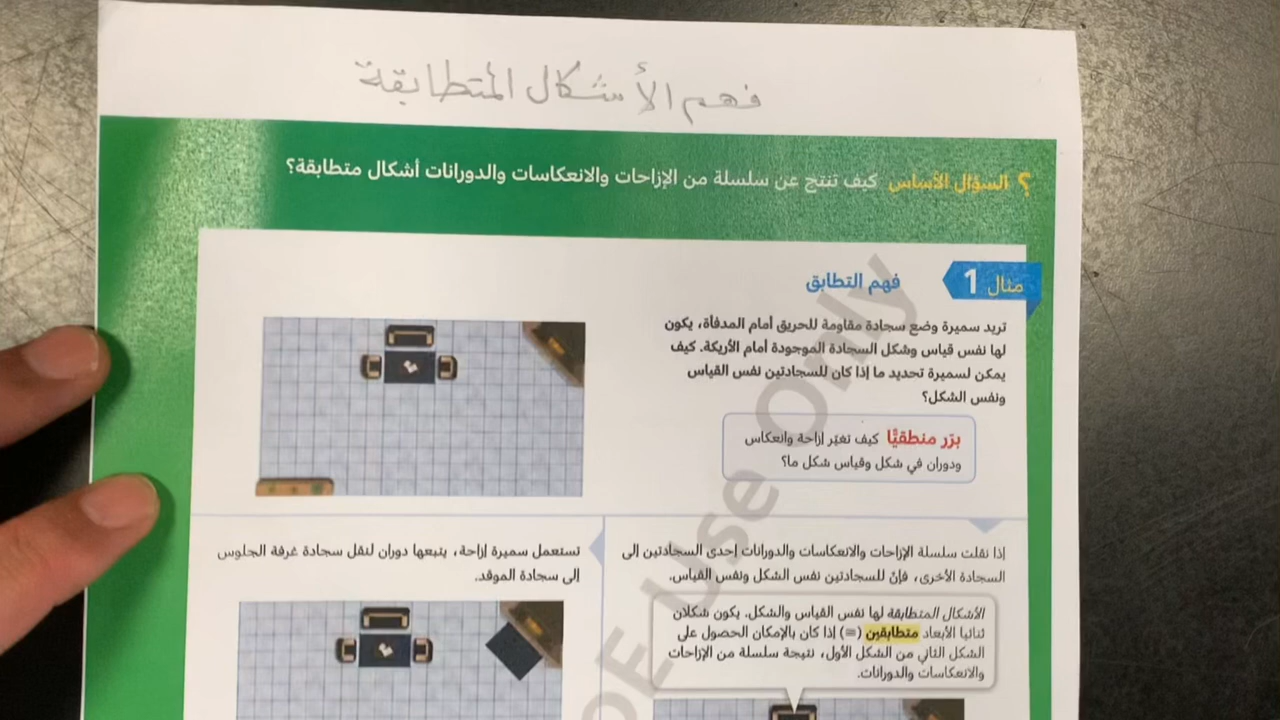 فهم الأشكال المتطابقة
؟ السؤال الأساس كيف تنتج عن سلسلة من الإزاحات والانعكاسات والدورانات أشكال متطابقة؟
مثال 1 فهم التطابق
تريد سميرة وضع سجادة مقاومة للحريق أمام المدفأة، يكون
لها نفس قياس وشكل السجادة الموجودة أمام الأريكة. كيف
يمكن لسميرة تحديد ما إذا كان للسجادتين نفس القياس
ونفس الشكل؟
برّر منطقيًّا كيف تغيّر إزاحة وانعكاس
ودوران في شكل وقياس شكل ما؟
إذا نقلت سلسلة الإزاحات والانعكاسات والدورانات إحدى السجادتين إلى
السجادة الأخرى، فإنّ للسجادتين نفس الشكل ونفس القياس.
الأشكال المتطابقة لها نفس القياس والشكل. يكون شكلان
ثنائيا الأبعاد متطابقين (≅) إذا كان بالإمكان الحصول على
الشكل الثاني من الشكل الأول، نتيجة سلسلة من الإزاحات
والانعكاسات والدورانات.
تستعمل سميرة إزاحة، يتبعها دوران لنقل سجادة غرفة الجلوس
إلى سجادة الموقد.
OE Use Only